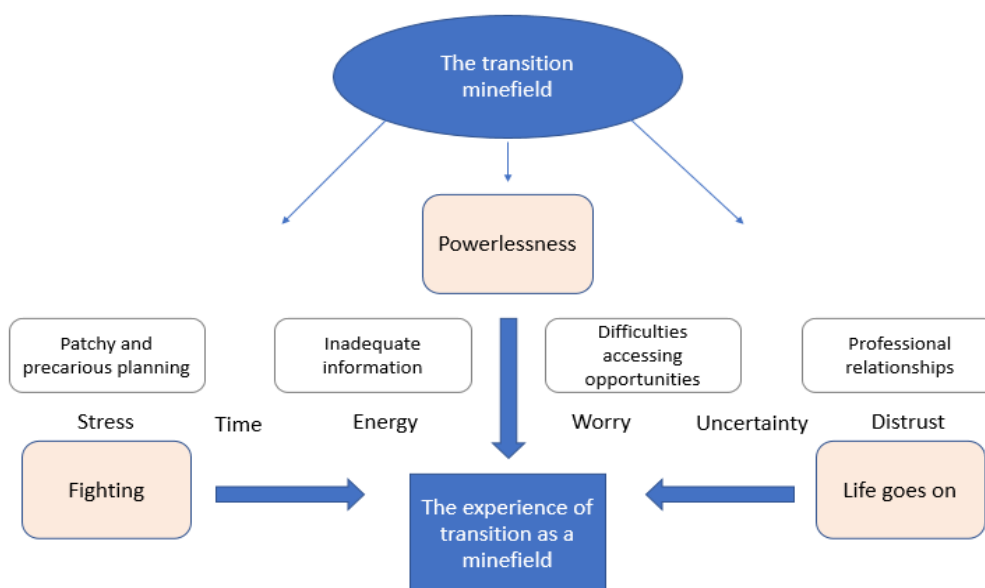 The transition
minefield
Powerlessness
Patchy and
precarious planning
Inadequate
information
Difficulties
accessing
opportunities
Professional
relationships
Stress
Time
Energy
Worry
Uncertainty
Distrust
Fighting
The experience of
transition as a
minefield
Life goes on